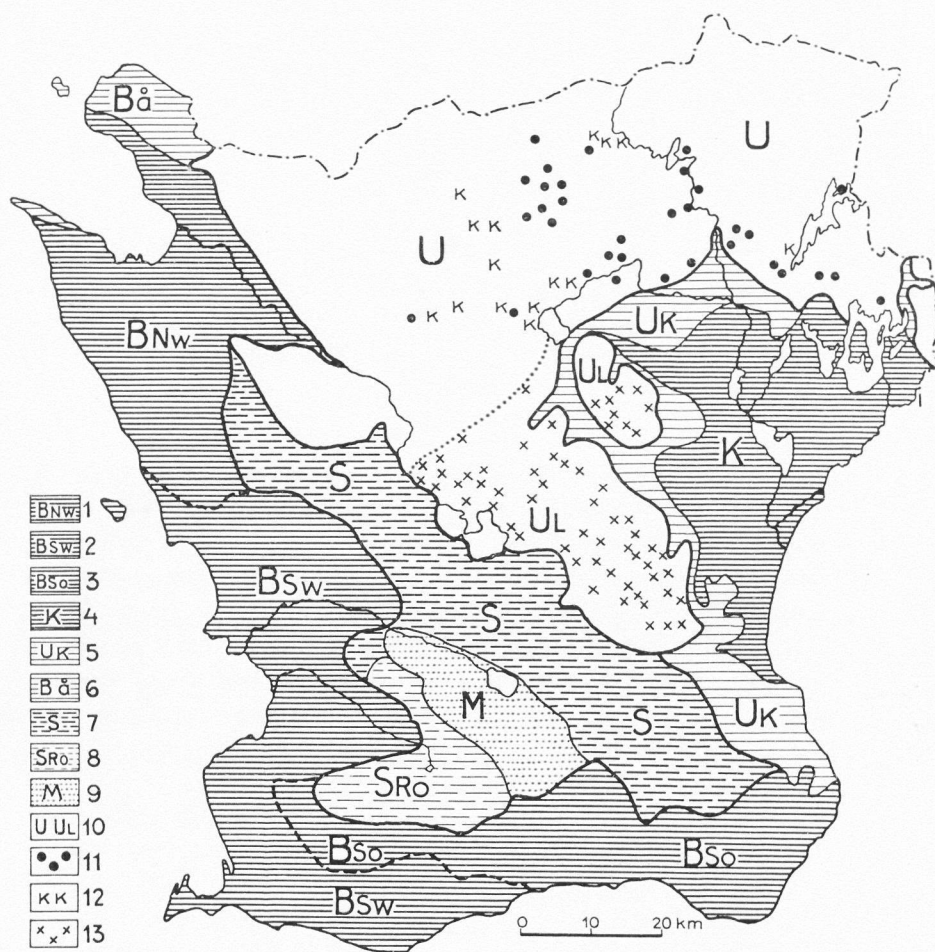 Bå
U
U
K
K K K
K
K K
K
K
K K
K
K
K K K
K
BNW
UK
UL
K
S
UL
BSW
S
M
S
UK
SRO
BSO
BSO
BSW
BNW 1
BSW 2
BSO 3
K 4
UK 5
Bå 6
S 7
SRO 8
M 9
U UL 10
11
K K 12
x x x x 13
0 10 20 km